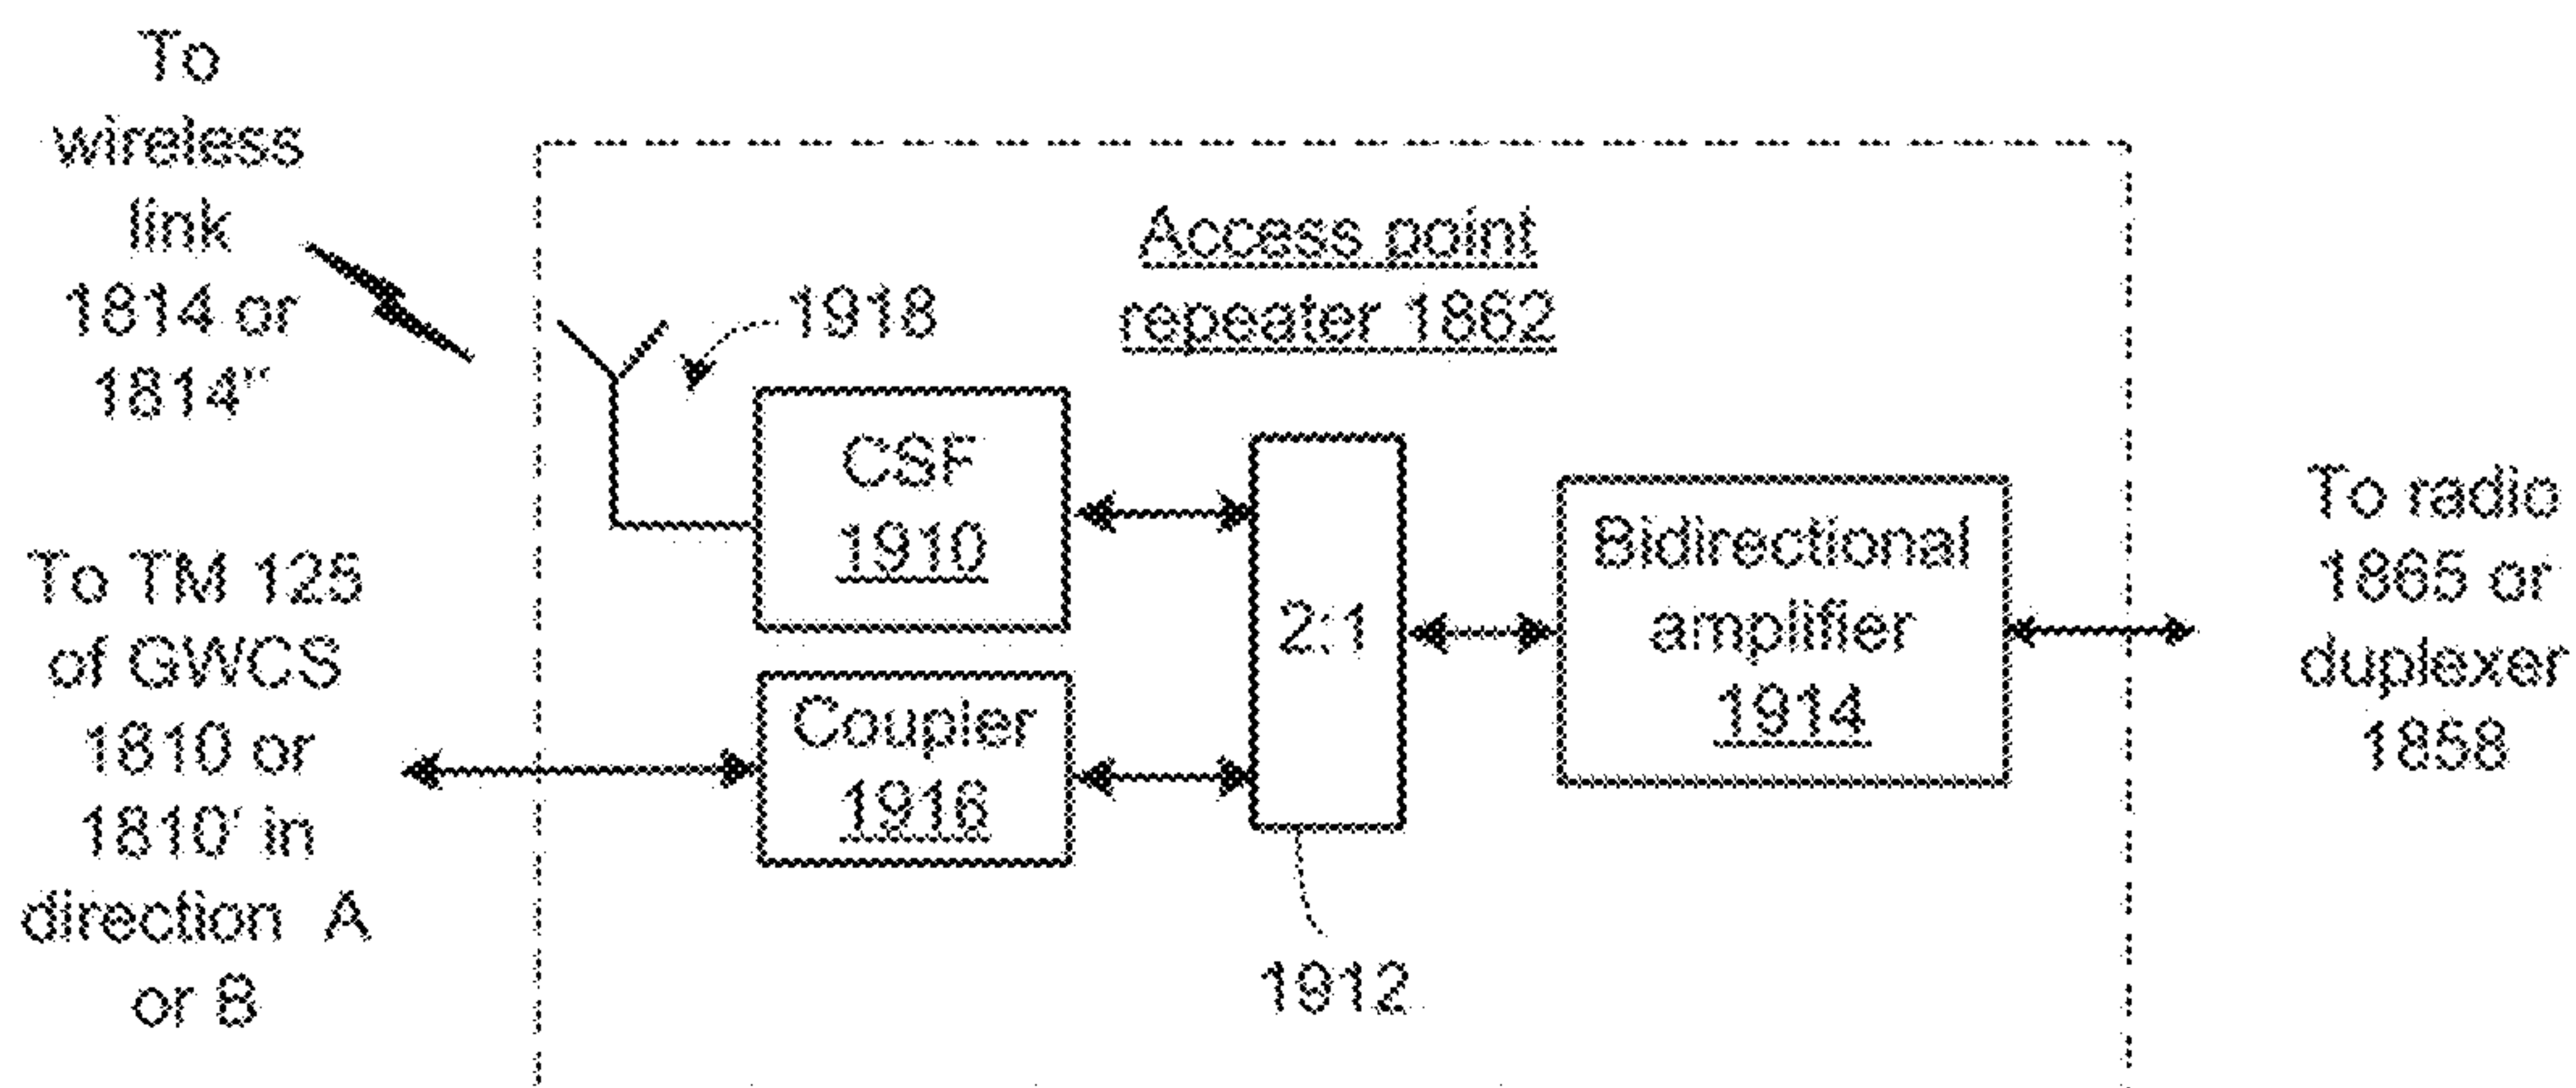 To
wireless
link
1814 or
1814"
Access point
repeater 1862
1918
CSF
1910
To TM 125
of GWCS
1810 or
1810' in
direction A
or B
Coupler
1916
2:1
1912
Bidirectional
amplifier
1914
To radio
1865 or
duplexer
1858